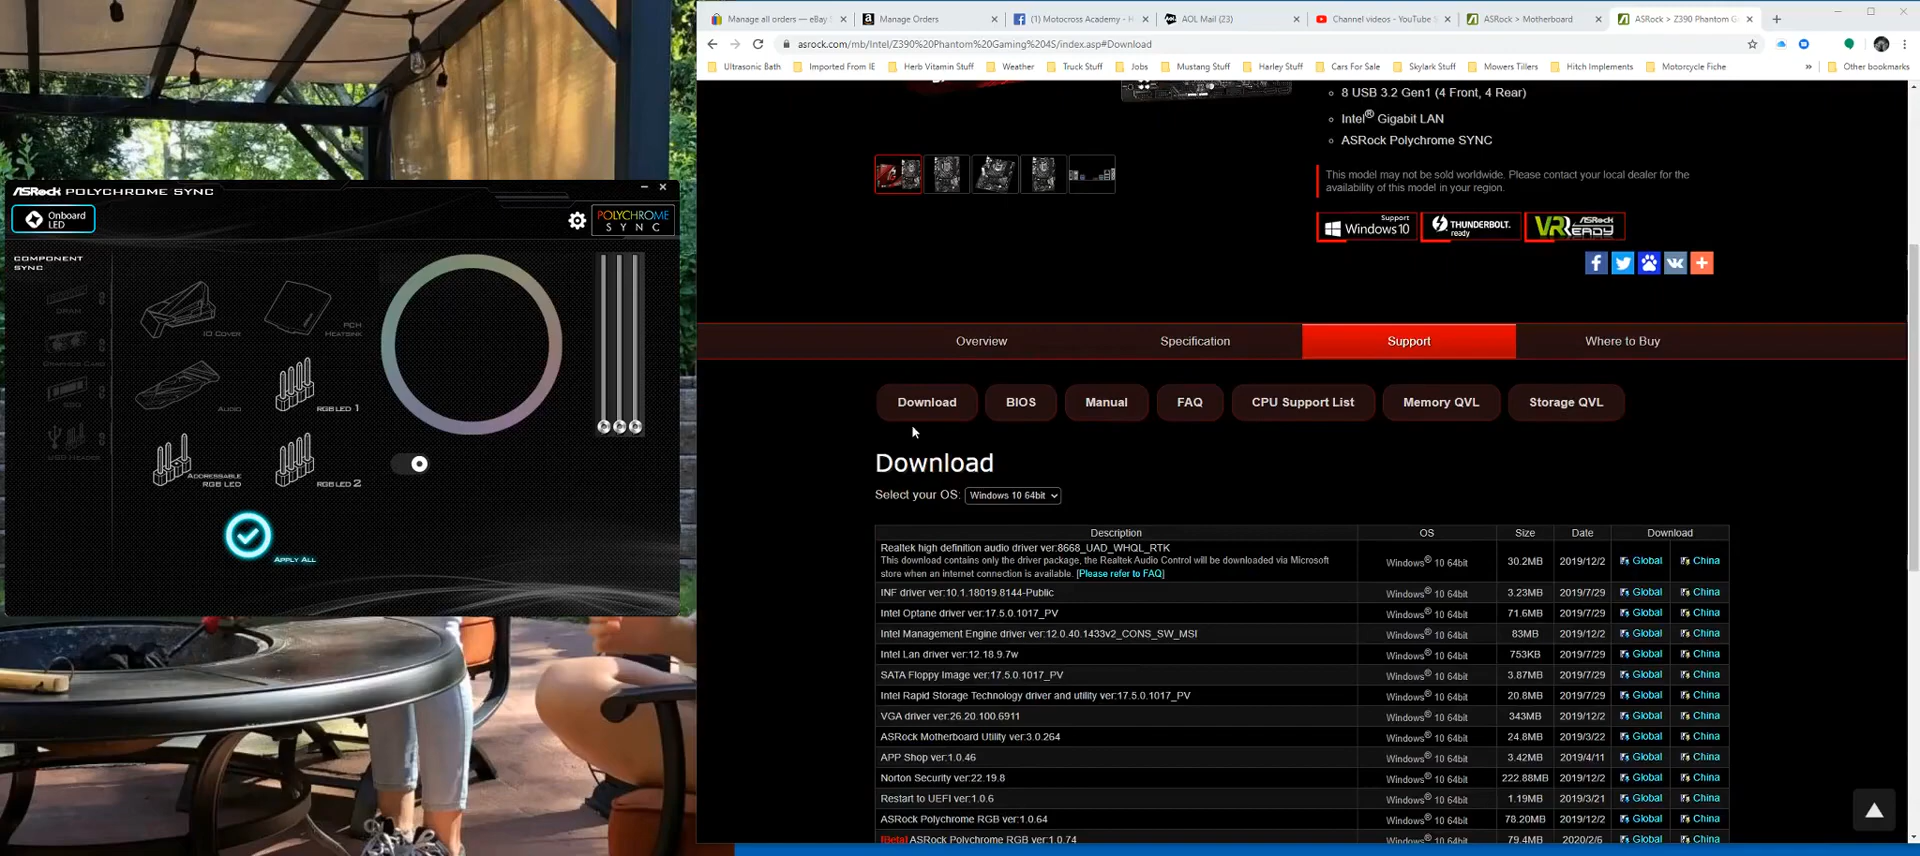 Manage all orders — eBay S
Manage Orders
(1) Motocross Academy - H
AOL Mail (23)
Channel videos - YouTube S
ASRock > Motherboard
ASRock > Z390 Phantom G
asrock.com/mb/Intel/Z390%20Phantom%20Gaming%204S/index.asp#Download
Ultrasonic Bath
Imported From IE
Herb Vitamin Stuff
Weather
Truck Stuff
Jobs
Mustang Stuff
Harley Stuff
Cars For Sale
Skylark Stuff
Mowers Tillers
Hitch Implements
Motorcycle Fiche
» Other bookmarks
• 8 USB 3.2 Gen1 (4 Front, 4 Rear)
• Intel® Gigabit LAN
• ASRock Polychrome SYNC
This model may not be sold worldwide. Please contact your local dealer for the
availability of this model in your region.
Support
Windows 10
THUNDERBOLT.
ready
VR ASRock
READY
ASRock POLYCHROME SYNC
Onboard
LED
POLYCHROME
SYNC
COMPONENT
SYNC
DRAM
GRAPHICS CARD
SSD
USB HEADER
IO COVER
PCH
HEATSINK
AUDIO
RGB LED 1
ADDRESSABLE
RGB LED
RGB LED 2
APPLY ALL
Overview
Specification
Support
Where to Buy
Download
BIOS
Manual
FAQ
CPU Support List
Memory QVL
Storage QVL
Download
Select your OS: Windows 10 64bit
Description OS Size Date Download
Realtek high definition audio driver ver:8668_UAD_WHQL_RTK
This download contains only the driver package, the Realtek Audio Control will be downloaded via Microsoft
store when an internet connection is available. [Please refer to FAQ]
Windows® 10 64bit 30.2MB 2019/12/2 Global China
INF driver ver:10.1.18019.8144-Public Windows® 10 64bit 3.23MB 2019/7/29 Global China
Intel Optane driver ver:17.5.0.1017_PV Windows® 10 64bit 71.6MB 2019/7/29 Global China
Intel Management Engine driver ver:12.0.40.1433v2_CONS_SW_MSI Windows® 10 64bit 83MB 2019/12/2 Global China
Intel Lan driver ver:12.18.9.7w Windows® 10 64bit 753KB 2019/7/29 Global China
SATA Floppy Image ver:17.5.0.1017_PV Windows® 10 64bit 3.87MB 2019/7/29 Global China
Intel Rapid Storage Technology driver and utility ver:17.5.0.1017_PV Windows® 10 64bit 20.8MB 2019/7/29 Global China
VGA driver ver:26.20.100.6911 Windows® 10 64bit 343MB 2019/12/2 Global China
ASRock Motherboard Utility ver:3.0.264 Windows® 10 64bit 24.8MB 2019/3/22 Global China
APP Shop ver:1.0.46 Windows® 10 64bit 3.42MB 2019/4/11 Global China
Norton Security ver:22.19.8 Windows® 10 64bit 222.88MB 2019/12/2 Global China
Restart to UEFI ver:1.0.6 Windows® 10 64bit 1.19MB 2019/3/21 Global China
ASRock Polychrome RGB ver:1.0.64 Windows® 10 64bit 78.20MB 2019/12/2 Global China
[Beta] ASRock Polychrome RGB ver:1.0.74 Windows® 10 64bit 79.4MB 2020/2/6 Global China